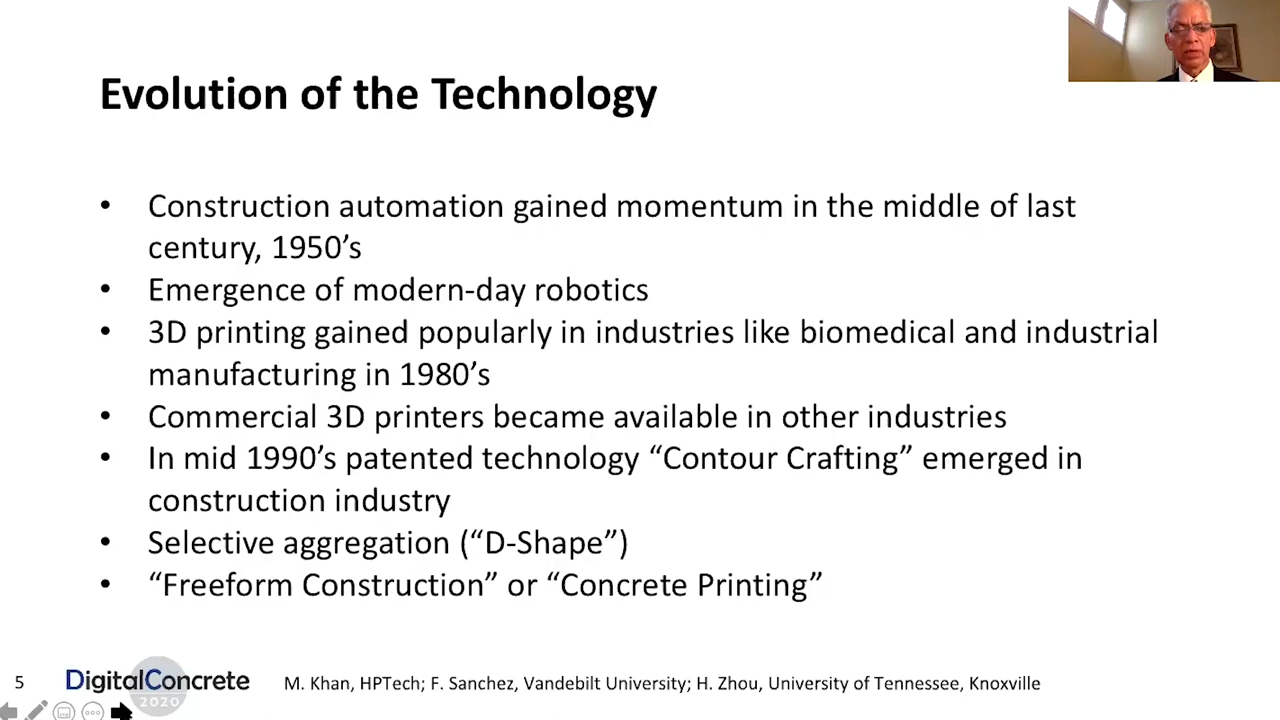 Evolution of the Technology
• Construction automation gained momentum in the middle of last
century, 1950’s
• Emergence of modern-day robotics
• 3D printing gained popularly in industries like biomedical and industrial
manufacturing in 1980’s
• Commercial 3D printers became available in other industries
• In mid 1990’s patented technology “Contour Crafting” emerged in
construction industry
• Selective aggregation (“D-Shape”)
• “Freeform Construction” or “Concrete Printing”
5
DigitalConcrete
2020
M. Khan, HPTech; F. Sanchez, Vandebilt University; H. Zhou, University of Tennessee, Knoxville